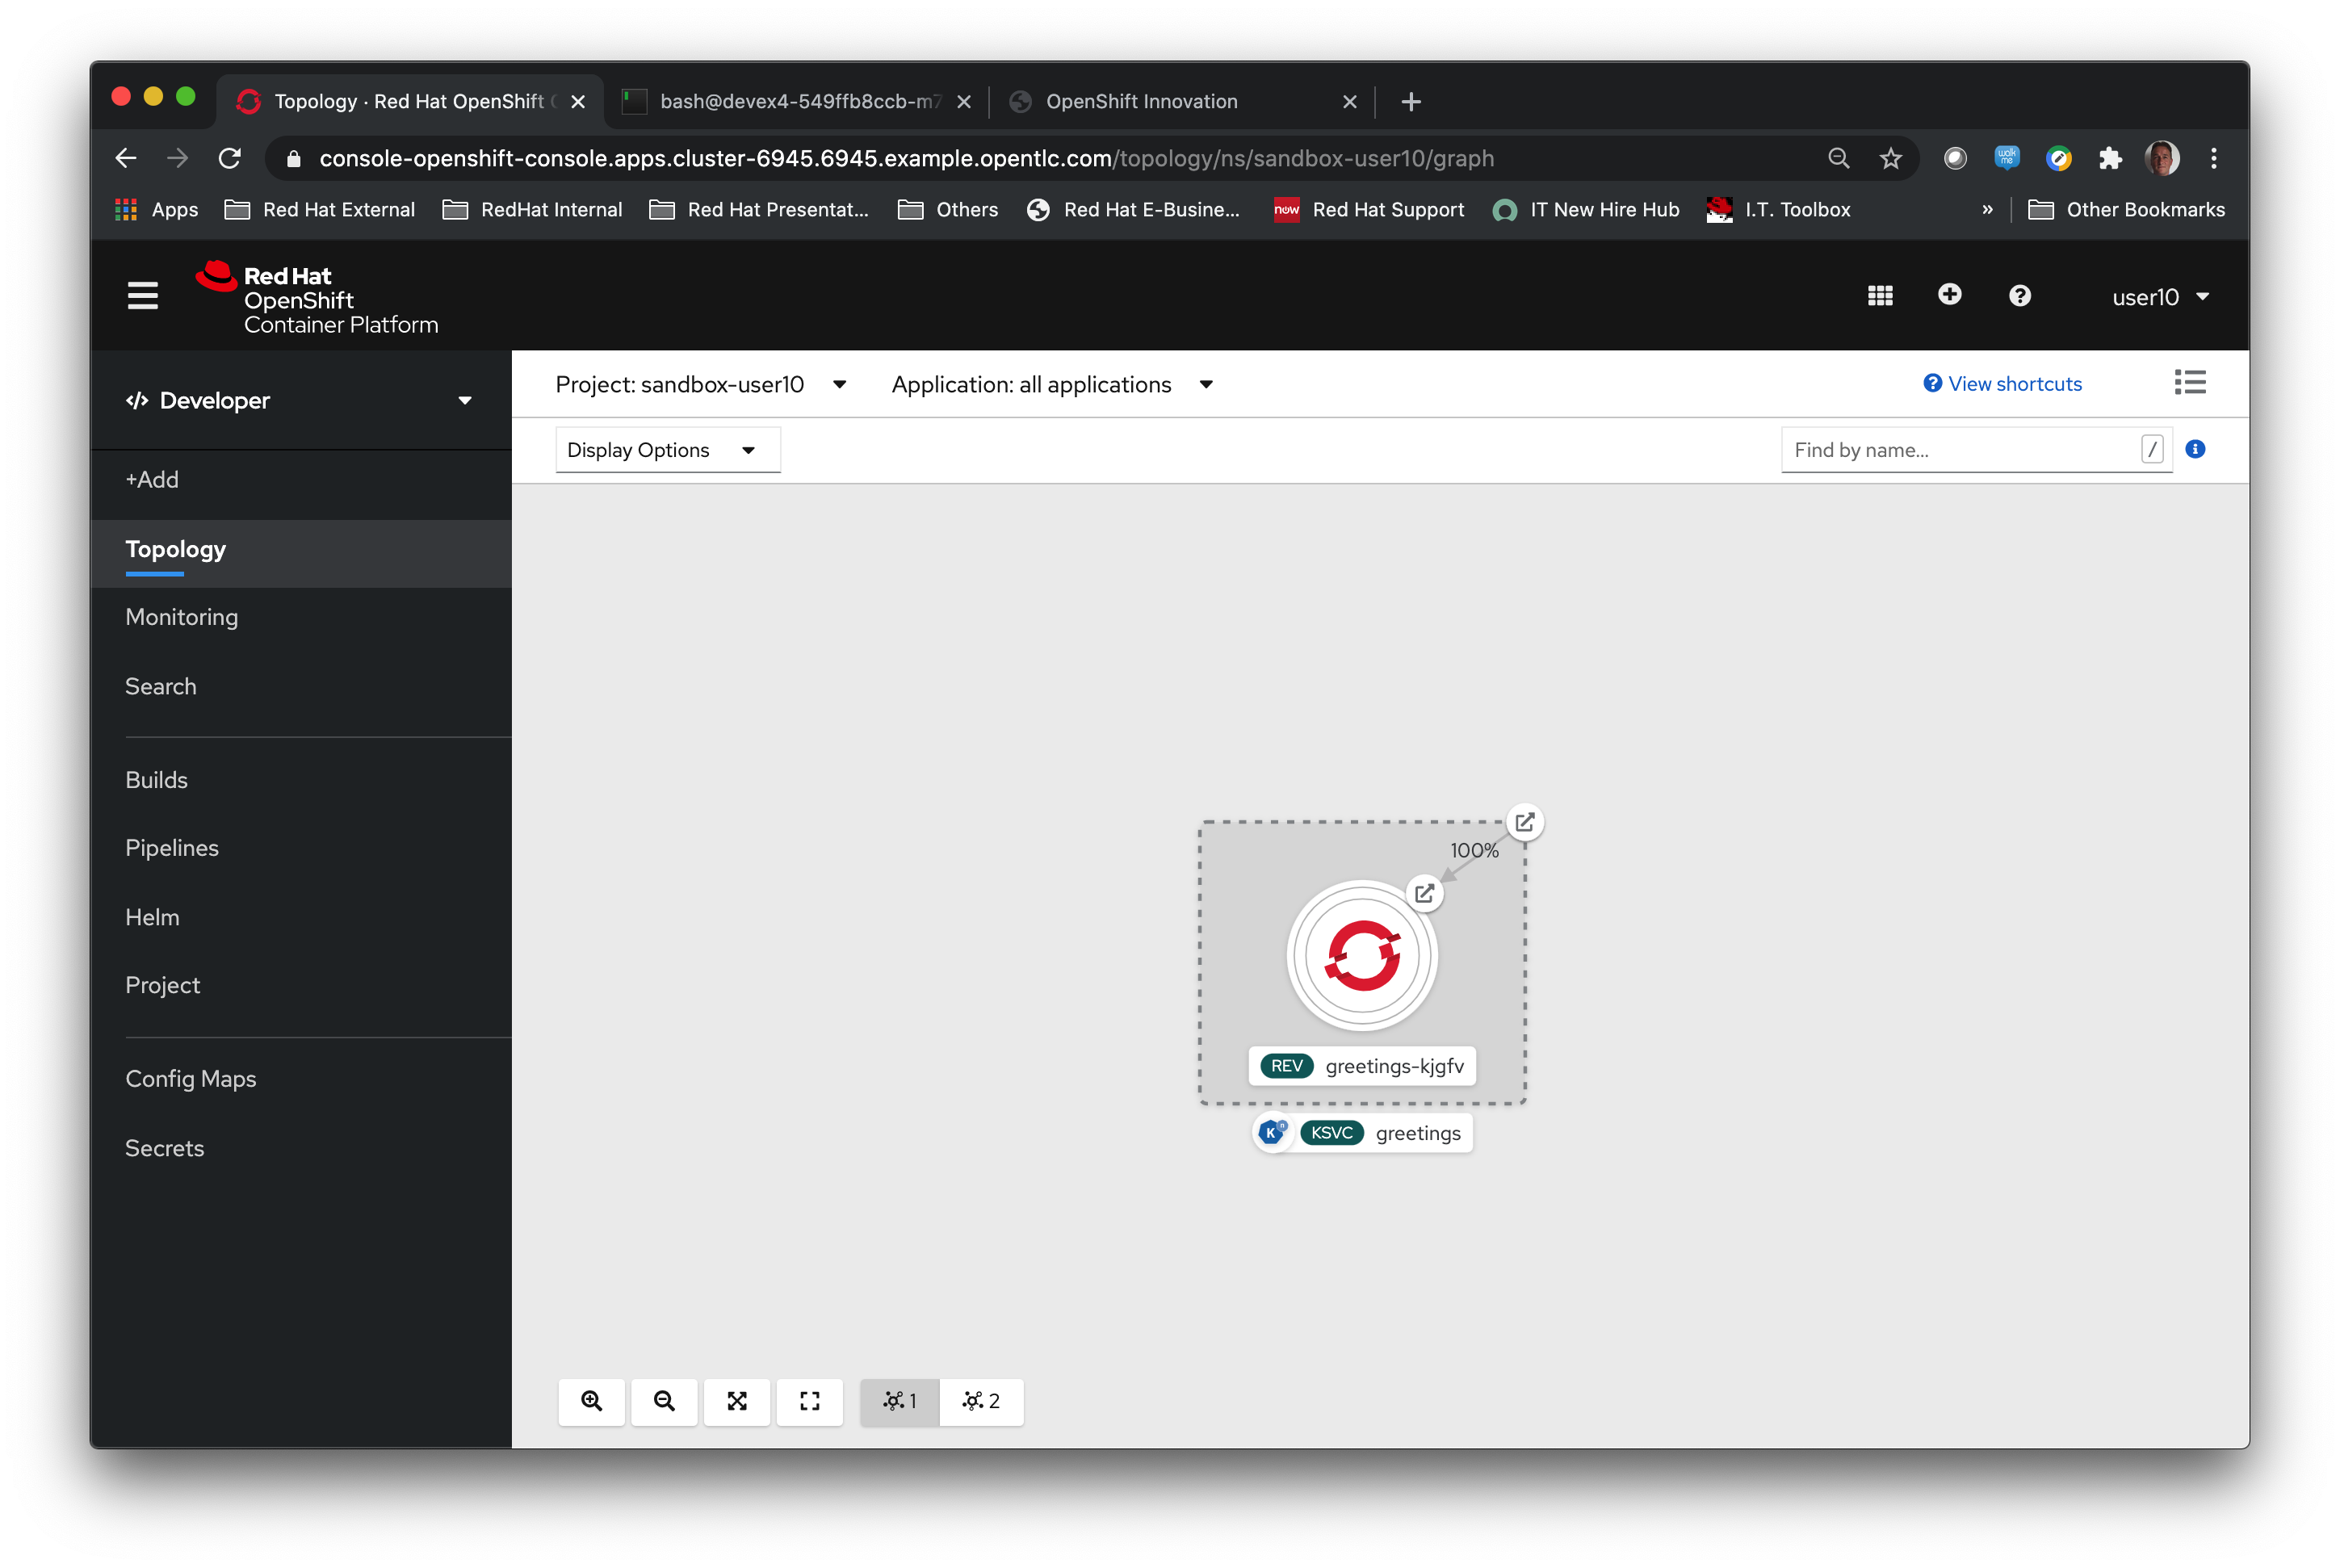 Topology · Red Hat OpenShift
bash@devex4-549ffb8ccb-m7
OpenShift Innovation
console-openshift-console.apps.cluster-6945.6945.example.opentlc.com/topology/ns/sandbox-user10/graph
walk me
Apps
Red Hat External
RedHat Internal
Red Hat Presentat...
Others
Red Hat E-Busine...
now
Red Hat Support
IT New Hire Hub
I.T. Toolbox
»
Other Bookmarks
Red Hat
OpenShift
Container Platform
user10
</> Developer
+Add
Topology
Monitoring
Search
Builds
Pipelines
Helm
Project
Config Maps
Secrets
Project: sandbox-user10
Application: all applications
View shortcuts
Display Options
Find by name...
/
100%
REV greetings-kjgfv
K n KSVC greetings
1
2